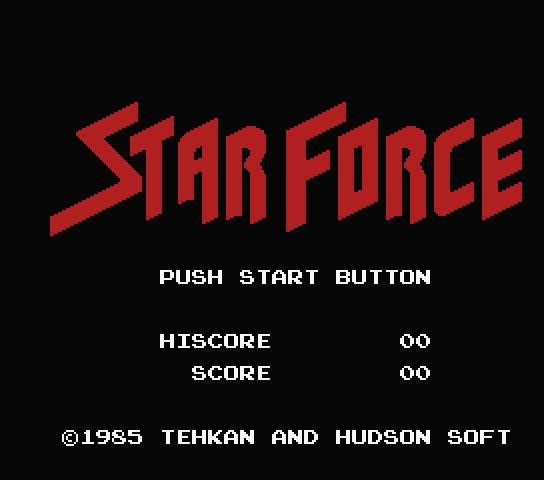 STAR FORCE
PUSH START BUTTON
HISCORE 00
SCORE 00
©1985 TEHKAN AND HUDSON SOFT